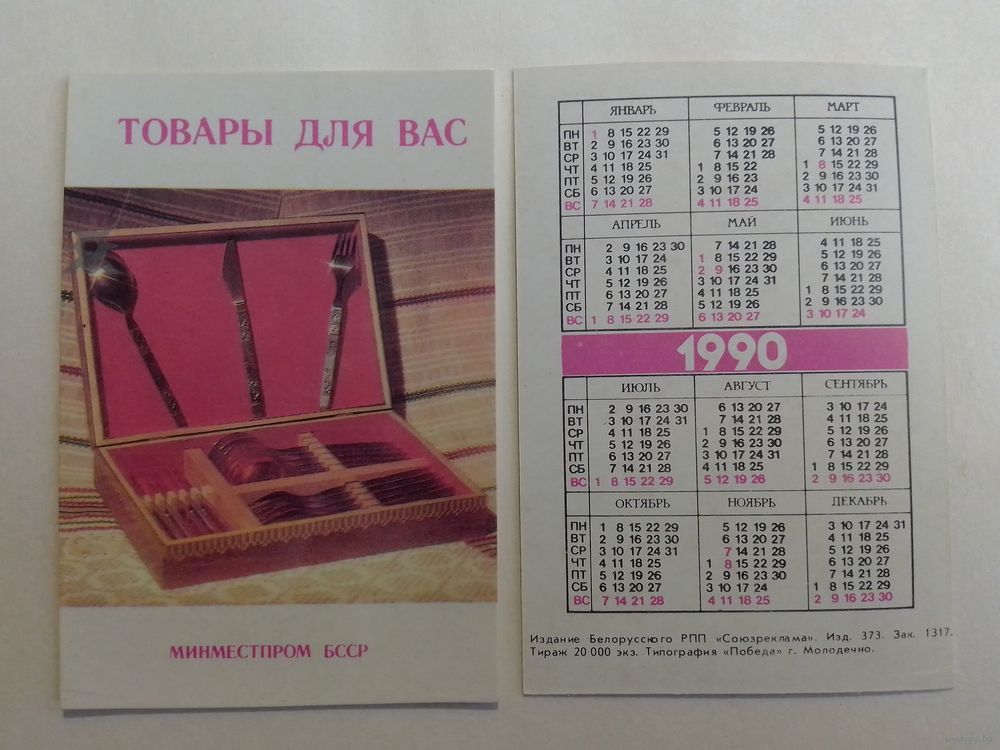 ТОВАРЫ ДЛЯ ВАС
МИНМЕСТПРОМ БССР
ЯНВАРЬ ФЕВРАЛЬ МАРТ
ПН 1 8 15 22 29 5 12 19 26 5 12 19 26
ВТ 2 9 16 23 30 6 13 20 27 6 13 20 27
СР 3 10 17 24 31 7 14 21 28 7 14 21 28
ЧТ 4 11 18 25 1 8 15 22 1 8 15 22 29
ПТ 5 12 19 26 2 9 16 23 2 9 16 23 30
СБ 6 13 20 27 3 10 17 24 3 10 17 24 31
ВС 7 14 21 28 4 11 18 25 4 11 18 25
АПРЕЛЬ МАЙ ИЮНЬ
ПН 2 9 16 23 30 7 14 21 28 4 11 18 25
ВТ 3 10 17 24 1 8 15 22 29 5 12 19 26
СР 4 11 18 25 2 9 16 23 30 6 13 20 27
ЧТ 5 12 19 26 3 10 17 24 31 7 14 21 28
ПТ 6 13 20 27 4 11 18 25 1 8 15 22 29
СБ 7 14 21 28 5 12 19 26 2 9 16 23 30
ВС 1 8 15 22 29 6 13 20 27 3 10 17 24
1990
ИЮЛЬ АВГУСТ СЕНТЯБРЬ
ПН 2 9 16 23 30 6 13 20 27 3 10 17 24
ВТ 3 10 17 24 31 7 14 21 28 4 11 18 25
СР 4 11 18 25 1 8 15 22 29 5 12 19 26
ЧТ 5 12 19 26 2 9 16 23 30 6 13 20 27
ПТ 6 13 20 27 3 10 17 24 31 7 14 21 28
СБ 7 14 21 28 4 11 18 25 1 8 15 22 29
ВС 1 8 15 22 29 5 12 19 26 2 9 16 23 30
ОКТЯБРЬ НОЯБРЬ ДЕКАБРЬ
ПН 1 8 15 22 29 5 12 19 26 3 10 17 24 31
ВТ 2 9 16 23 30 6 13 20 27 4 11 18 25
СР 3 10 17 24 31 7 14 21 28 5 12 19 26
ЧТ 4 11 18 25 1 8 15 22 29 6 13 20 27
ПТ 5 12 19 26 2 9 16 23 30 7 14 21 28
СБ 6 13 20 27 3 10 17 24 1 8 15 22 29
ВС 7 14 21 28 4 11 18 25 2 9 16 23 30
Издание Белорусского РПП «Союзреклама». Изд. 373. Зак. 1317.
Тираж 20 000 экз. Типография «Победа» г. Молодечно.